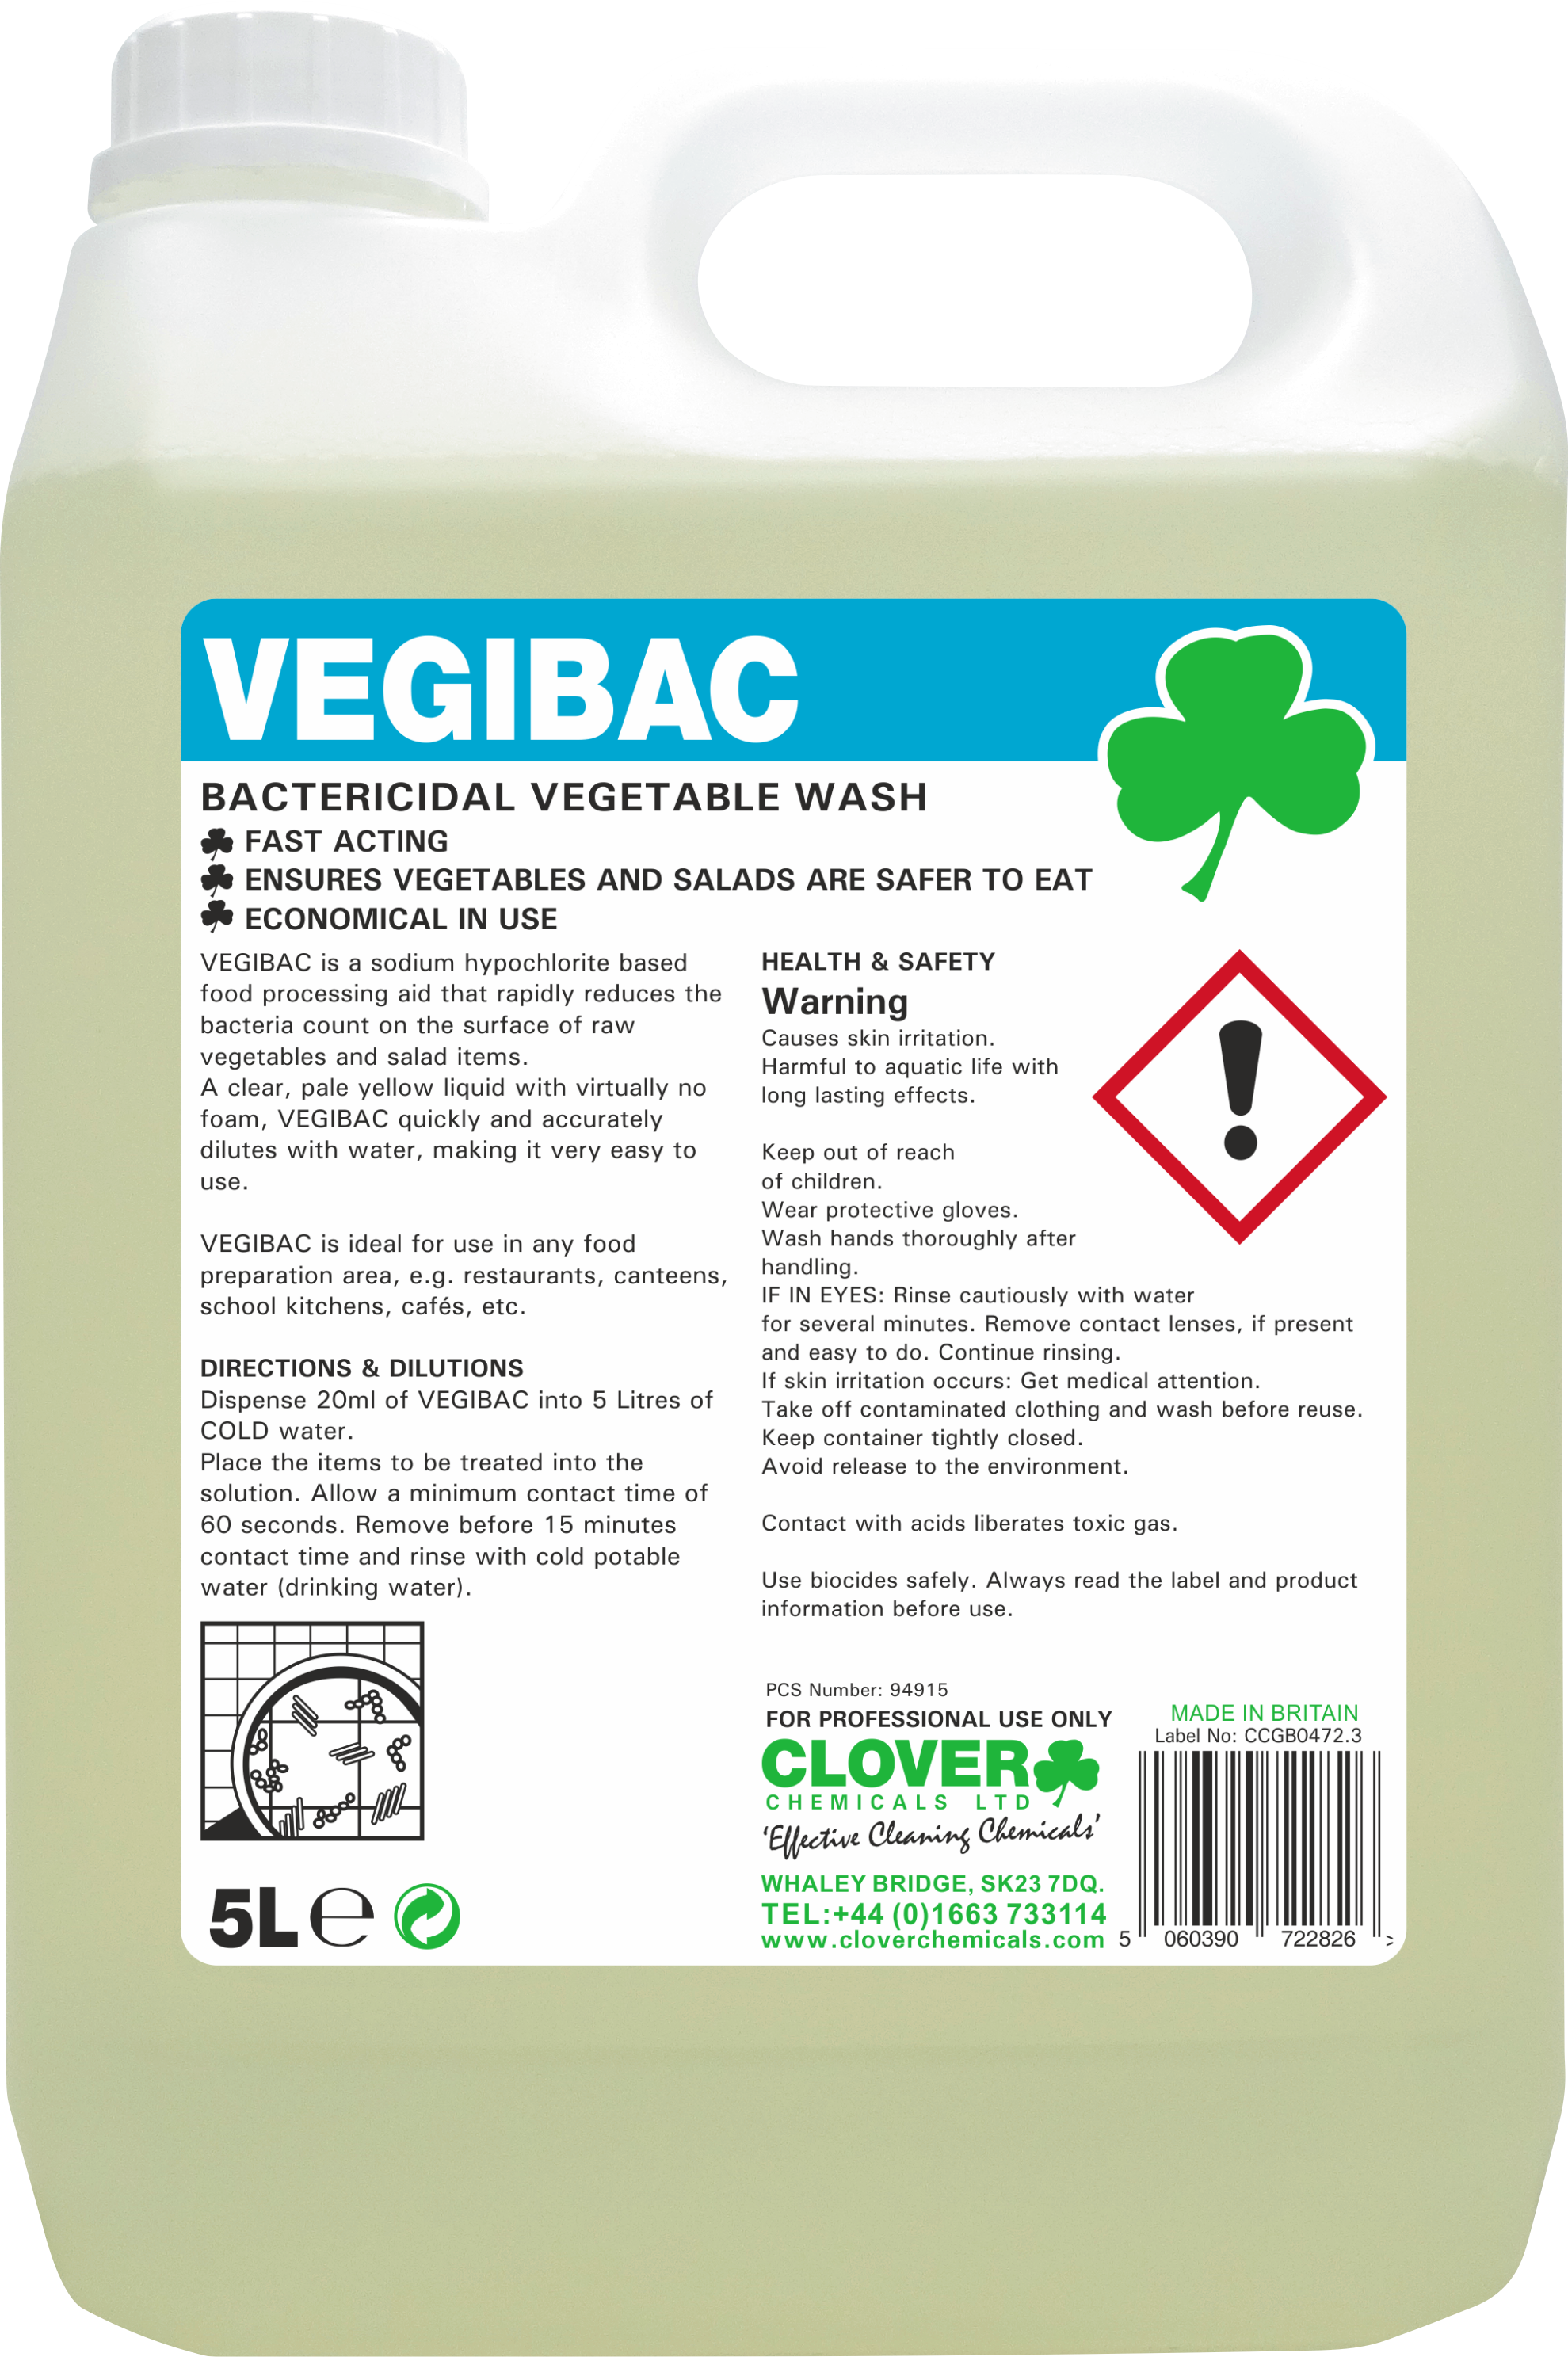 VEGIBAC
BACTERICIDAL VEGETABLE WASH
FAST ACTING
ENSURES VEGETABLES AND SALADS ARE SAFER TO EAT
ECONOMICAL IN USE
VEGIBAC is a sodium hypochlorite based
food processing aid that rapidly reduces the
bacteria count on the surface of raw
vegetables and salad items.
A clear, pale yellow liquid with virtually no
foam, VEGIBAC quickly and accurately
dilutes with water, making it very easy to
use.
VEGIBAC is ideal for use in any food
preparation area, e.g. restaurants, canteens,
school kitchens, cafés, etc.
DIRECTIONS & DILUTIONS
Dispense 20ml of VEGIBAC into 5 Litres of
COLD water.
Place the items to be treated into the
solution. Allow a minimum contact time of
60 seconds. Remove before 15 minutes
contact time and rinse with cold potable
water (drinking water).
5L e
HEALTH & SAFETY
Warning
Causes skin irritation.
Harmful to aquatic life with
long lasting effects.
Keep out of reach
of children.
Wear protective gloves.
Wash hands thoroughly after
handling.
IF IN EYES: Rinse cautiously with water
for several minutes. Remove contact lenses, if present
and easy to do. Continue rinsing.
If skin irritation occurs: Get medical attention.
Take off contaminated clothing and wash before reuse.
Keep container tightly closed.
Avoid release to the environment.
Contact with acids liberates toxic gas.
Use biocides safely. Always read the label and product
information before use.
PCS Number: 94915
FOR PROFESSIONAL USE ONLY
CLOVER
CHEMICALS LTD
'Effective Cleaning Chemicals'
WHALEY BRIDGE, SK23 7DQ.
TEL:+44 (0)1663 733114
www.cloverchemicals.com
MADE IN BRITAIN
Label No: CCGB0472.3
5 060390 722826 >